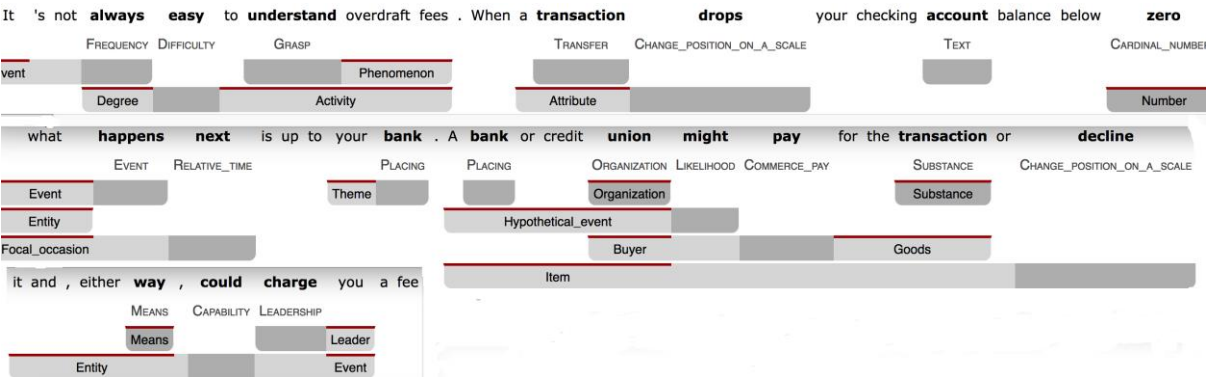 It 's not always easy to understand overdraft fees . When a transaction drops your checking account balance below zero
FREQUENCY DIFFICULTY GRASP TRANSFER CHANGE_POSITION_ON_A_SCALE TEXT CARDINAL_NUMBER
vent Phenomenon
Degree Activity Attribute Number
what happens next is up to your bank . A bank or credit union might pay for the transaction or decline
EVENT RELATIVE_TIME PLACING PLACING ORGANIZATION LIKELIHOOD COMMERCE_PAY SUBSTANCE CHANGE_POSITION_ON_A_SCALE
Event Theme Organization Substance
Entity Hypothetical_event
Focal_occasion Buyer Goods
Item
it and , either way , could charge you a fee
MEANS CAPABILITY LEADERSHIP
Means Leader
Entity Event